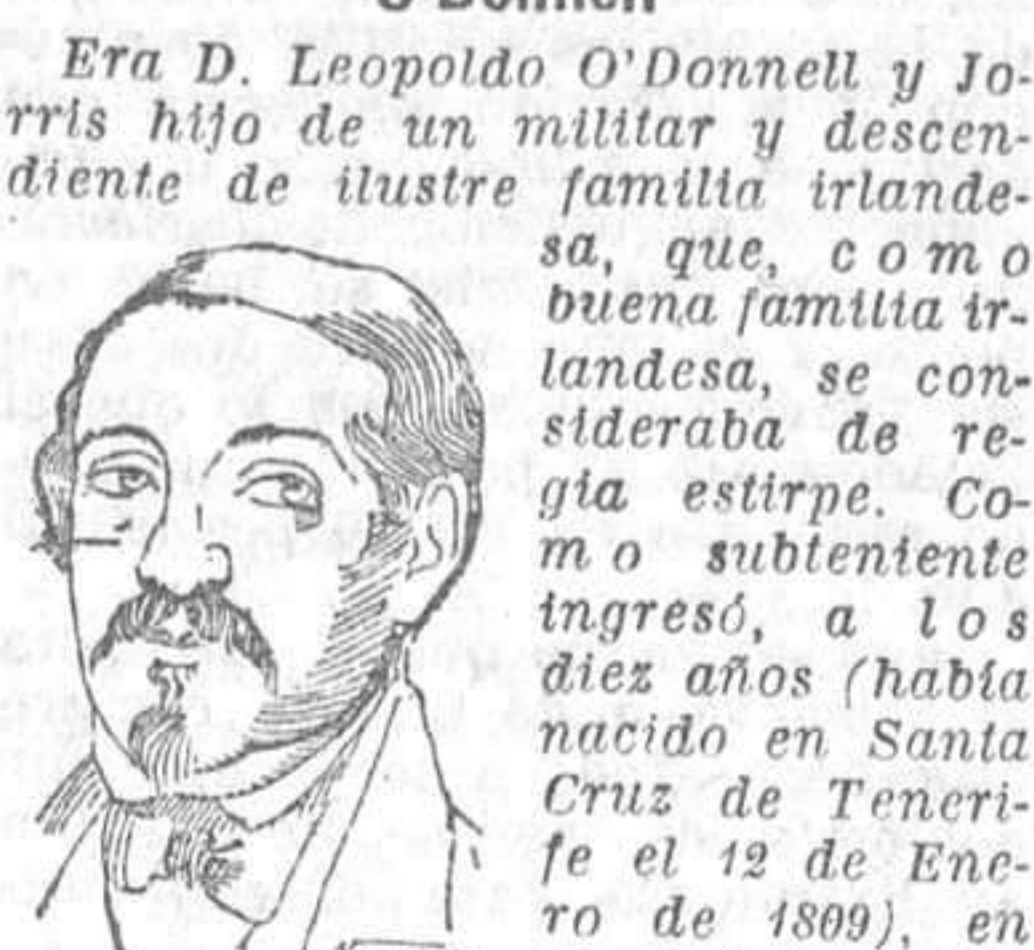 O'Donnell
Era D. Leopoldo O'Donnell y Jo-
rris hijo de un militar y descen-
diente de ilustre familia irlande-
sa, que, como
buena familia ir-
landesa, se con-
sideraba de re-
gia estirpe. Co-
mo subteniente
ingresó, a los
diez años (había
nacido en Santa
Cruz de Teneri-
fe el 12 de Ene-
ro de 1809), en